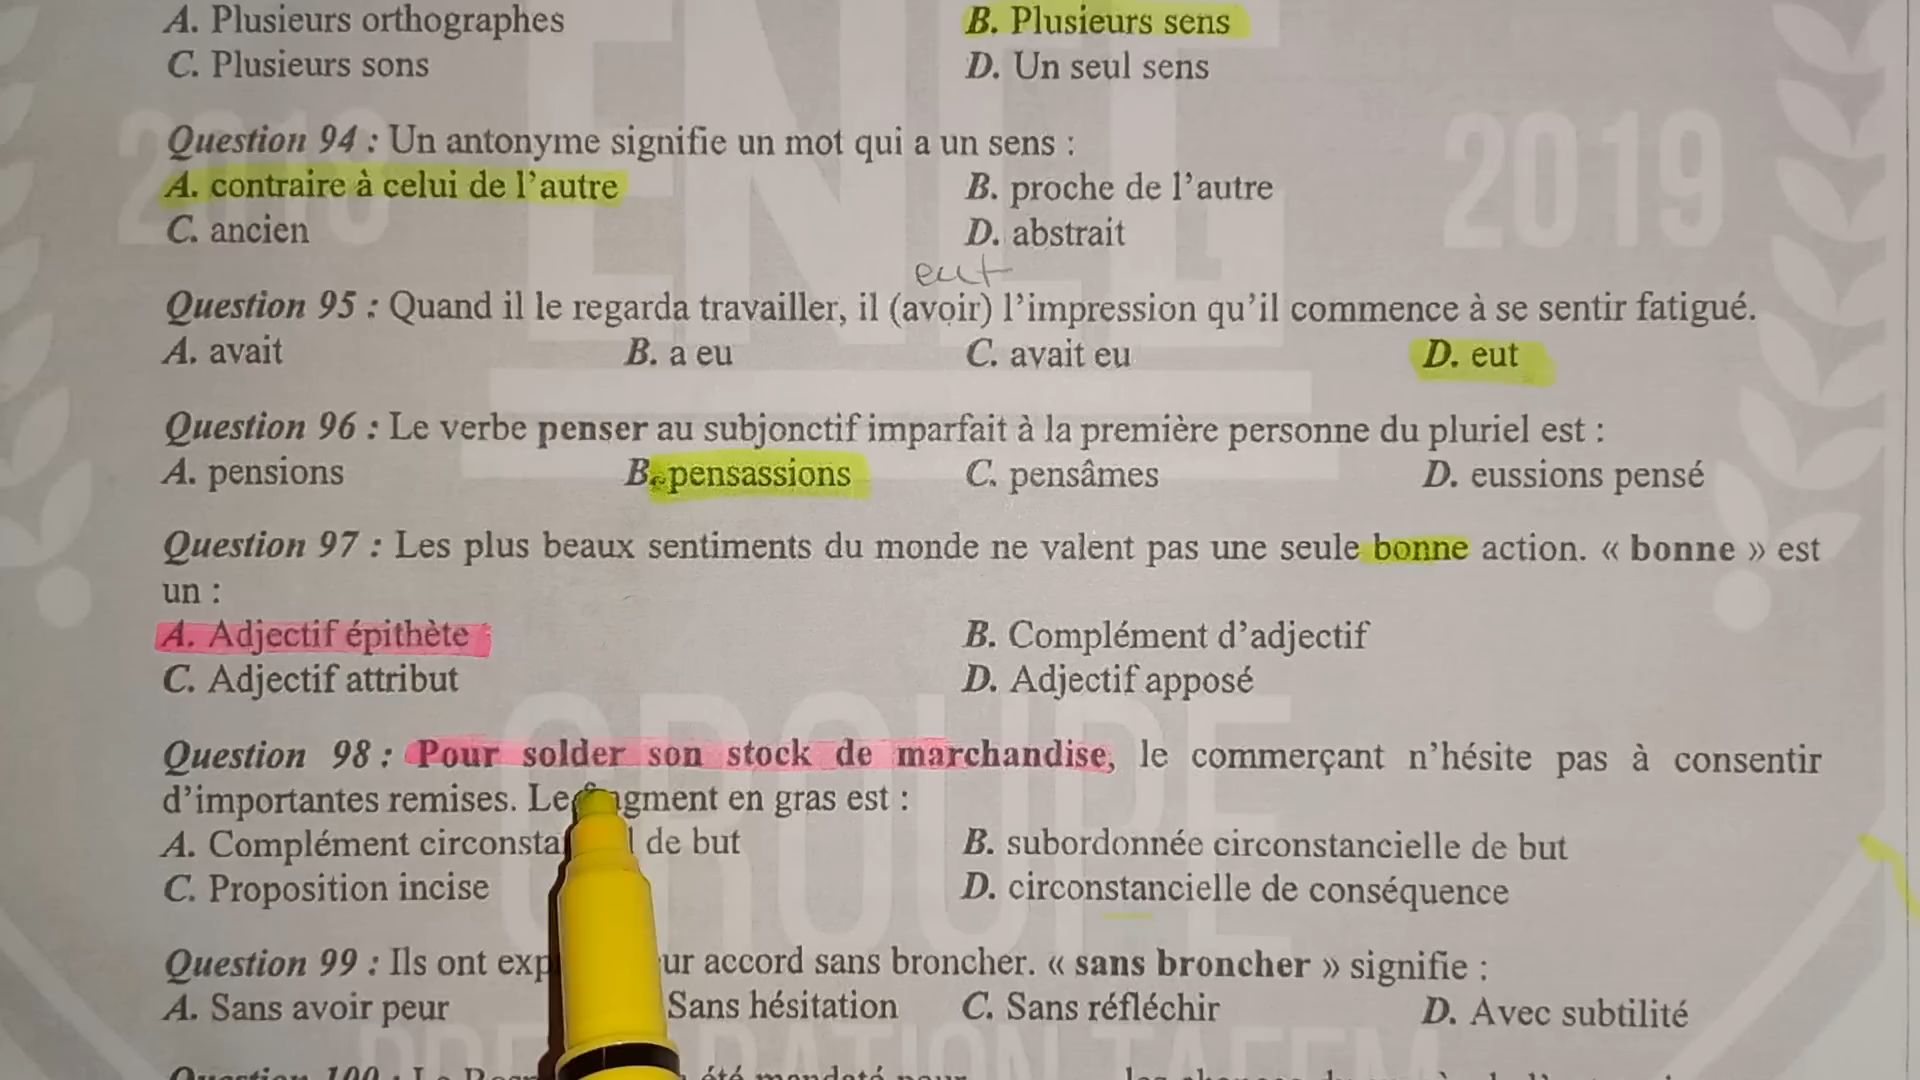 A. Plusieurs orthographes B. Plusieurs sens
C. Plusieurs sons D. Un seul sens
Question 94 : Un antonyme signifie un mot qui a un sens :
A. contraire à celui de l'autre B. proche de l'autre
C. ancien D. abstrait
eut
Question 95 : Quand il le regarda travailler, il (avoir) l'impression qu'il commence à se sentir fatigué.
A. avait B. a eu C. avait eu D. eut
Question 96 : Le verbe penser au subjonctif imparfait à la première personne du pluriel est :
A. pensions B. pensassions C. pensâmes D. eussions pensé
Question 97 : Les plus beaux sentiments du monde ne valent pas une seule bonne action. « bonne » est
un :
A. Adjectif épithète B. Complément d'adjectif
C. Adjectif attribut D. Adjectif apposé
Question 98 : Pour solder son stock de marchandise, le commerçant n'hésite pas à consentir
d'importantes remises. Le en gras est :
A. Complément de but B. subordonnée circonstancielle de but
C. Proposition incise D. circonstancielle de conséquence
Question 99 : Ils ont accord sans broncher. « sans broncher » signifie :
A. Sans avoir peur Sans hésitation C. Sans réfléchir D. Avec subtilité
Question 100 : été mandaté pour
2019
GROUPE